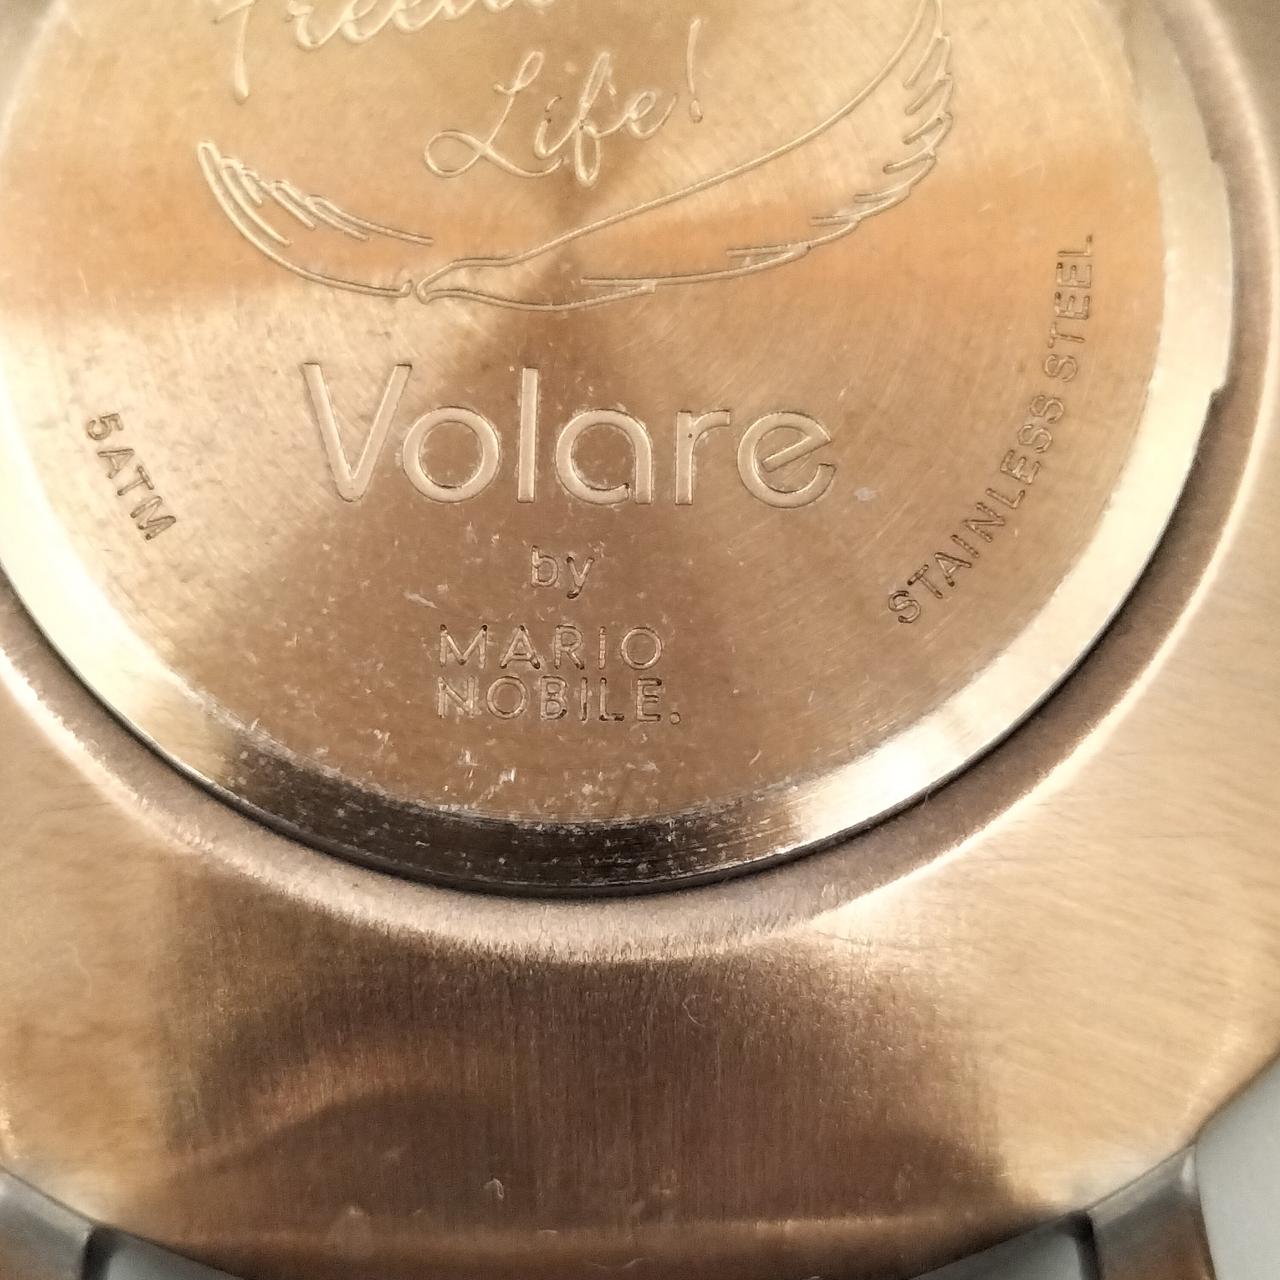 Life!
Volare
by
MARIO
NOBILE.
5ATM
STAINLESS STEEL